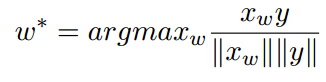 w* = argmax_w x_w y / ‖x_w‖‖y‖